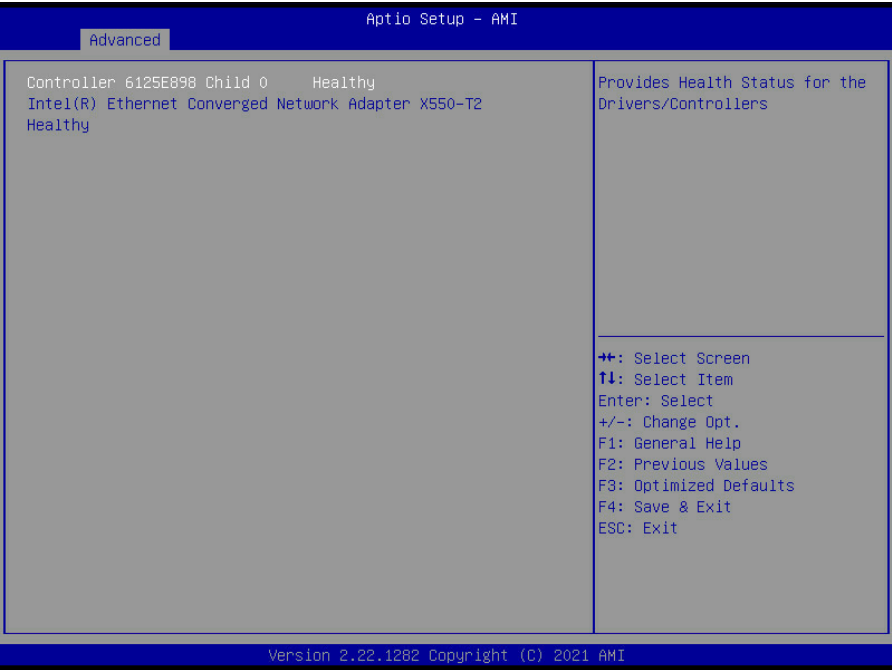 Aptio Setup – AMI
Advanced
Controller 6125E898 Child 0 Healthy
Intel(R) Ethernet Converged Network Adapter X550-T2
Healthy
Provides Health Status for the
Drivers/Controllers
→←: Select Screen
↑↓: Select Item
Enter: Select
+/-: Change Opt.
F1: General Help
F2: Previous Values
F3: Optimized Defaults
F4: Save & Exit
ESC: Exit
Version 2.22.1282 Copyright (C) 2021 AMI